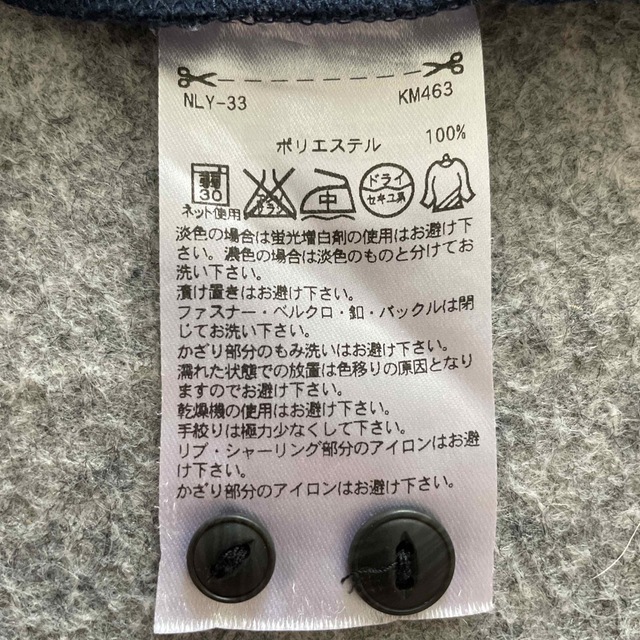 NLY-33 KM463
ポリエステル 100%
30 中 ドライ
セキユ系
ネット使用
淡色の場合は蛍光増白剤の使用はお避け下
さい。濃色の場合は淡色のものと分けてお
洗い下さい。
漬け置きはお避け下さい。
ファスナー・ベルクロ・釦・バックルは閉
じてお洗い下さい。
かざり部分のもみ洗いはお避け下さい。
濡れた状態での放置は色移りの原因となり
ますのでお避け下さい。
乾燥機の使用はお避け下さい。
手絞りは極力少なくして下さい。
リブ・シャーリング部分のアイロンはお避
け下さい。
かざり部分のアイロンはお避け下さい。